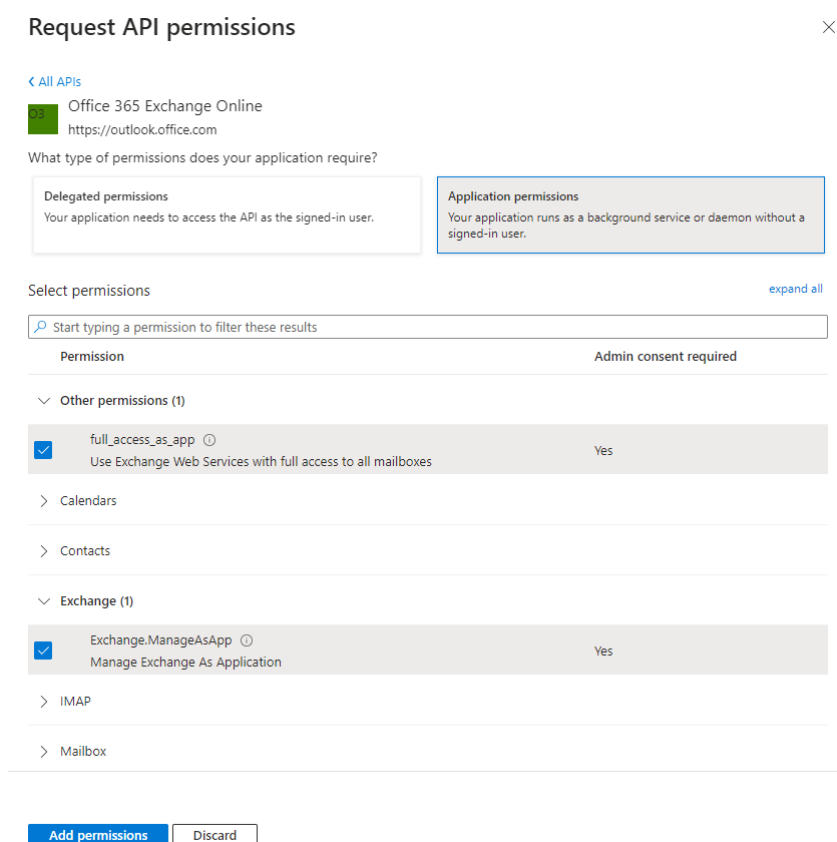 Request API permissions
All APIs
O3
Office 365 Exchange Online
https://outlook.office.com
What type of permissions does your application require?
Delegated permissions
Your application needs to access the API as the signed-in user.
Application permissions
Your application runs as a background service or daemon without a
signed-in user.
Select permissions
expand all
Start typing a permission to filter these results
Permission
Admin consent required
Other permissions (1)
full_access_as_app
Use Exchange Web Services with full access to all mailboxes
Yes
Calendars
Contacts
Exchange (1)
Exchange.ManageAsApp
Manage Exchange As Application
Yes
IMAP
Mailbox
Add permissions
Discard